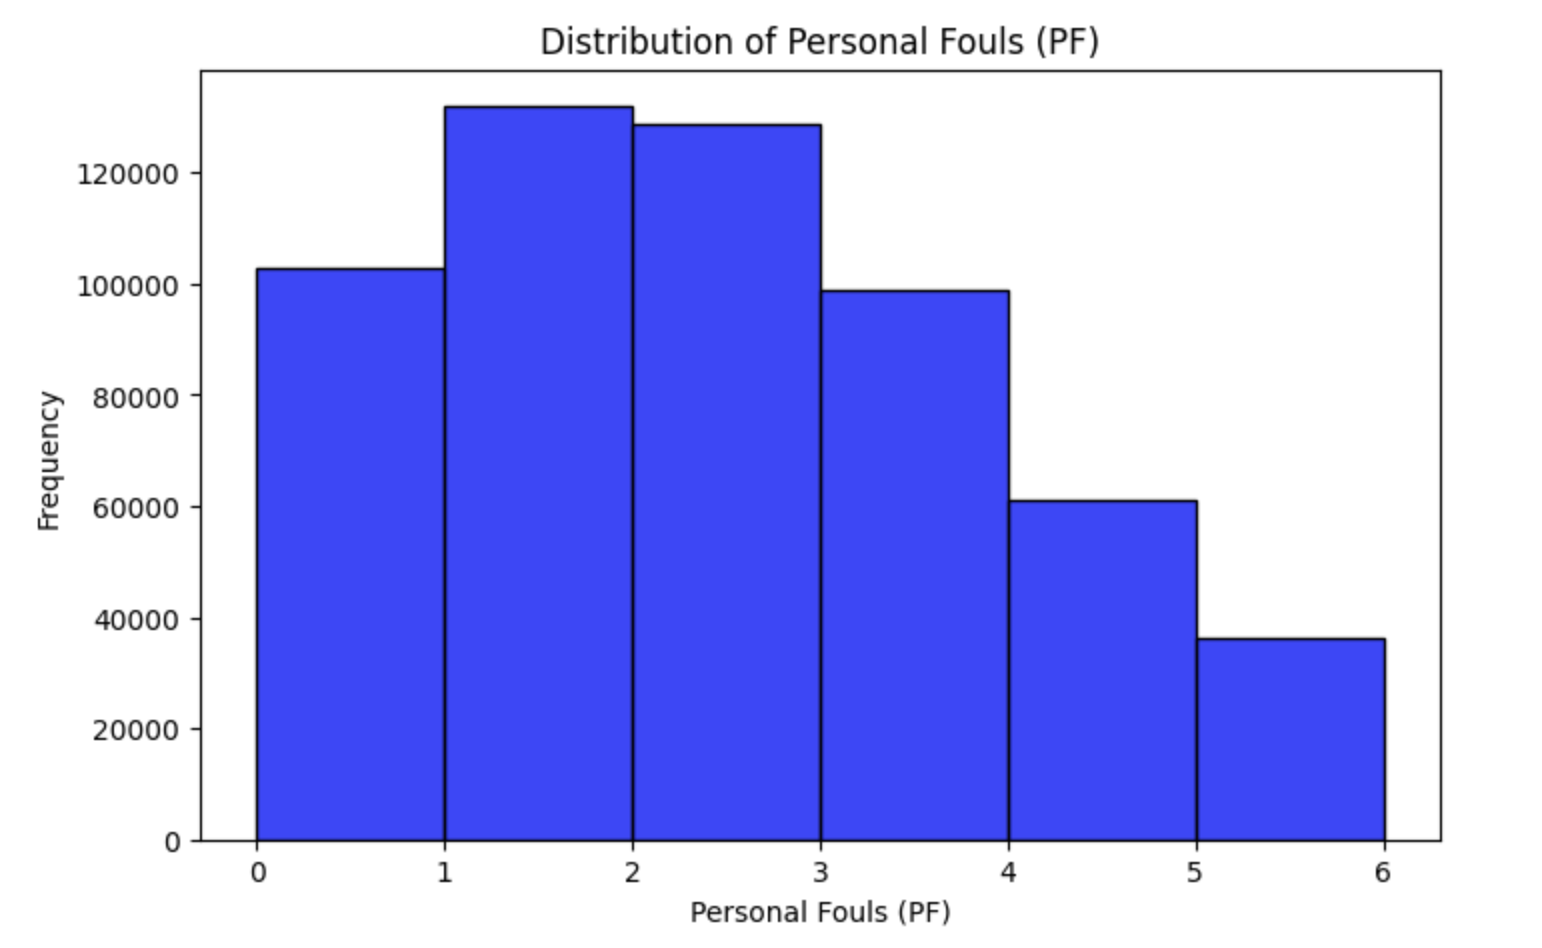 Distribution of Personal Fouls (PF)
120000
100000
80000
60000
40000
20000
0
Frequency
0 1 2 3 4 5 6
Personal Fouls (PF)